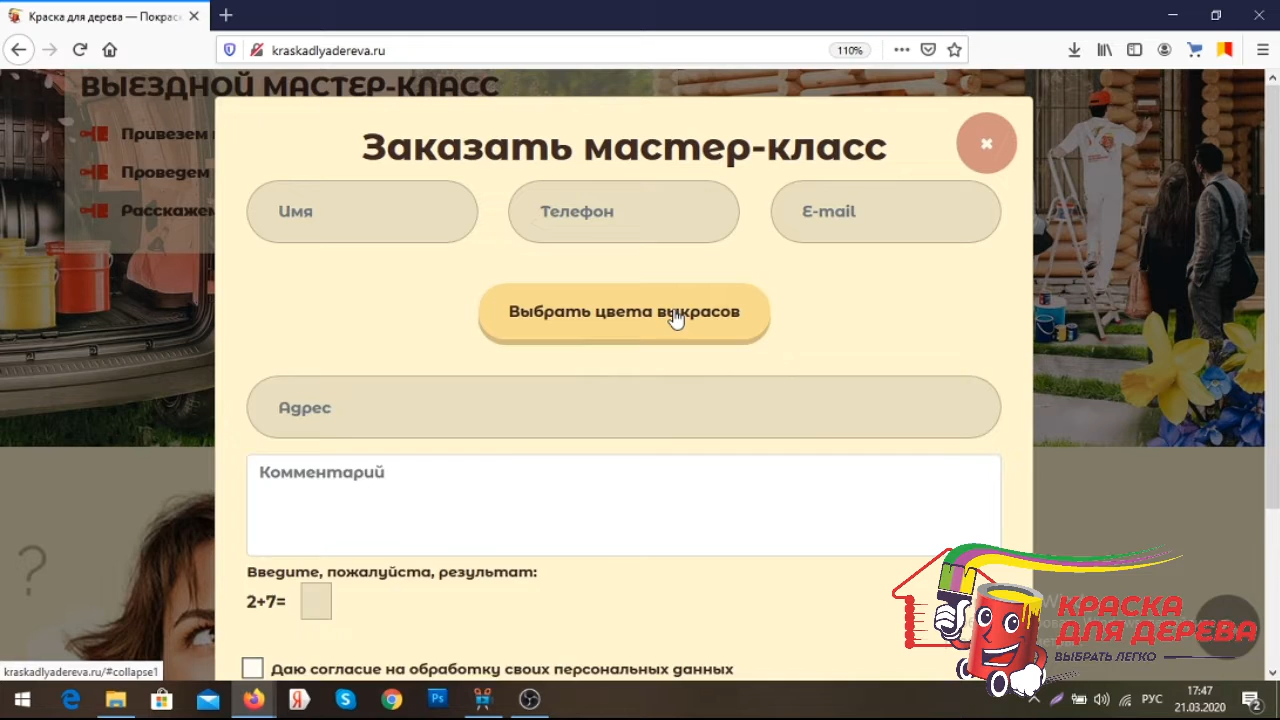 Краска для дерева — Покрас
kraskadlyadereva.ru
110%
ВЫЕЗДНОЙ МАСТЕР-КЛАСС
Привезем
Проведем
Расскажем
Заказать мастер-класс
Имя
Телефон
E-mail
Выбрать цвета выкрасов
Адрес
Комментарий
Введите, пожалуйста, результат:
2+7=
Даю согласие на обработку своих персональных данных
КРАСКА
ДЛЯ ДЕРЕВА
ВЫБРАТЬ ЛЕГКО
kraskadlyadereva.ru/#collapse1
Ps
РУС
17:47
21.03.2020
2